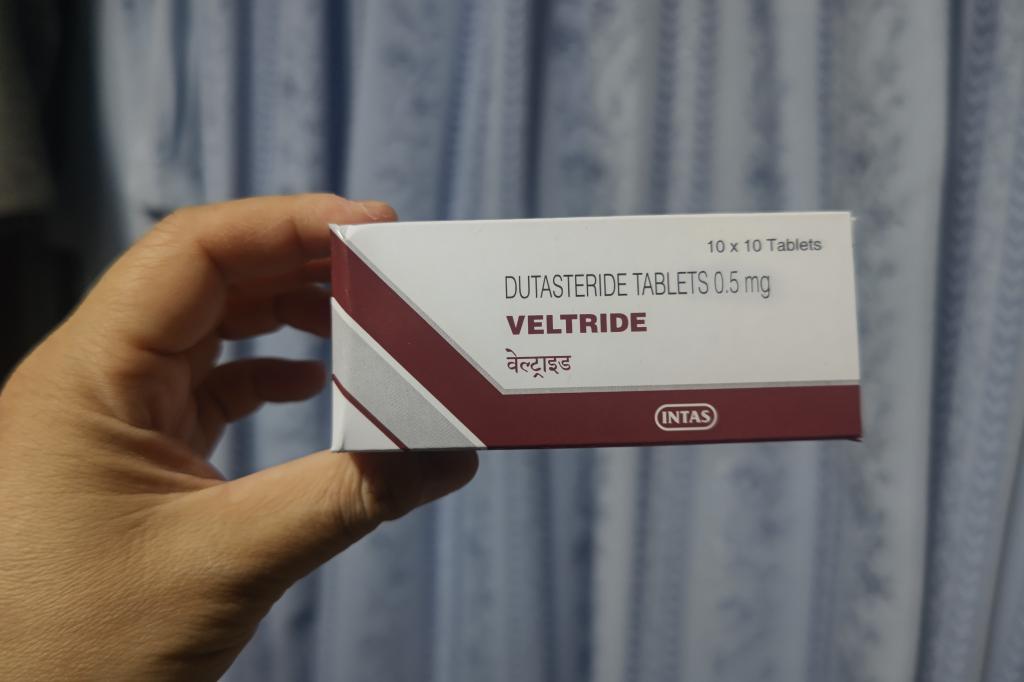 10 x 10 Tablets
DUTASTERIDE TABLETS 0.5 mg
VELTRIDE
वेल्ट्राइड
INTAS